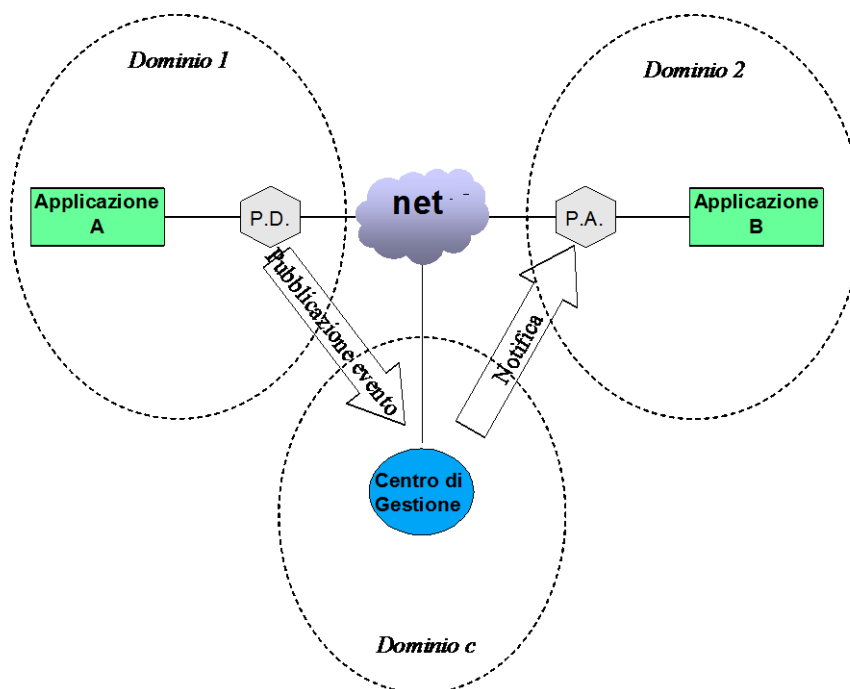 Dominio 1
Dominio 2
Applicazione
A
P.D.
net
P.A.
Applicazione
B
Pubblicazione evento
Notifica
Centro di
Gestione
Dominio c